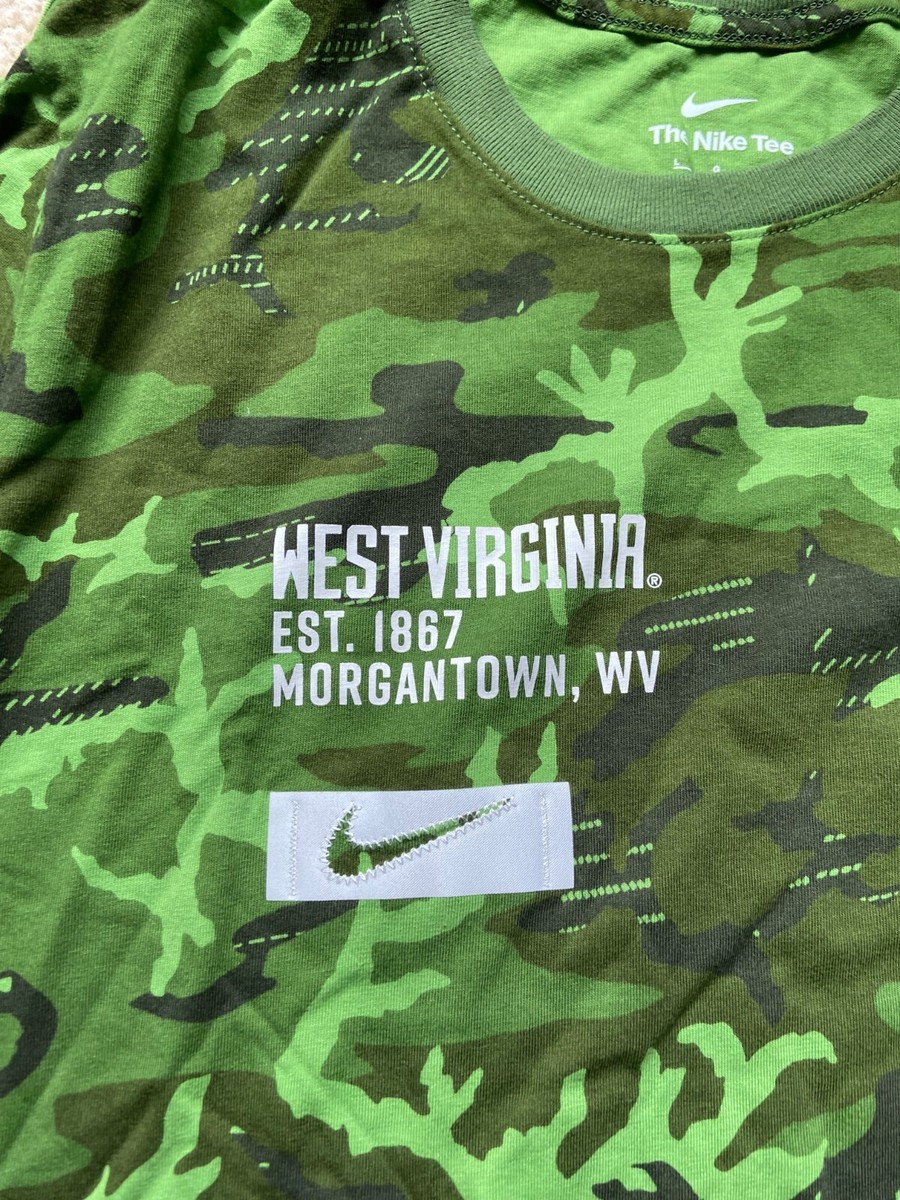 The Nike Tee
WEST VIRGINIA®
EST. 1867
MORGANTOWN, WV